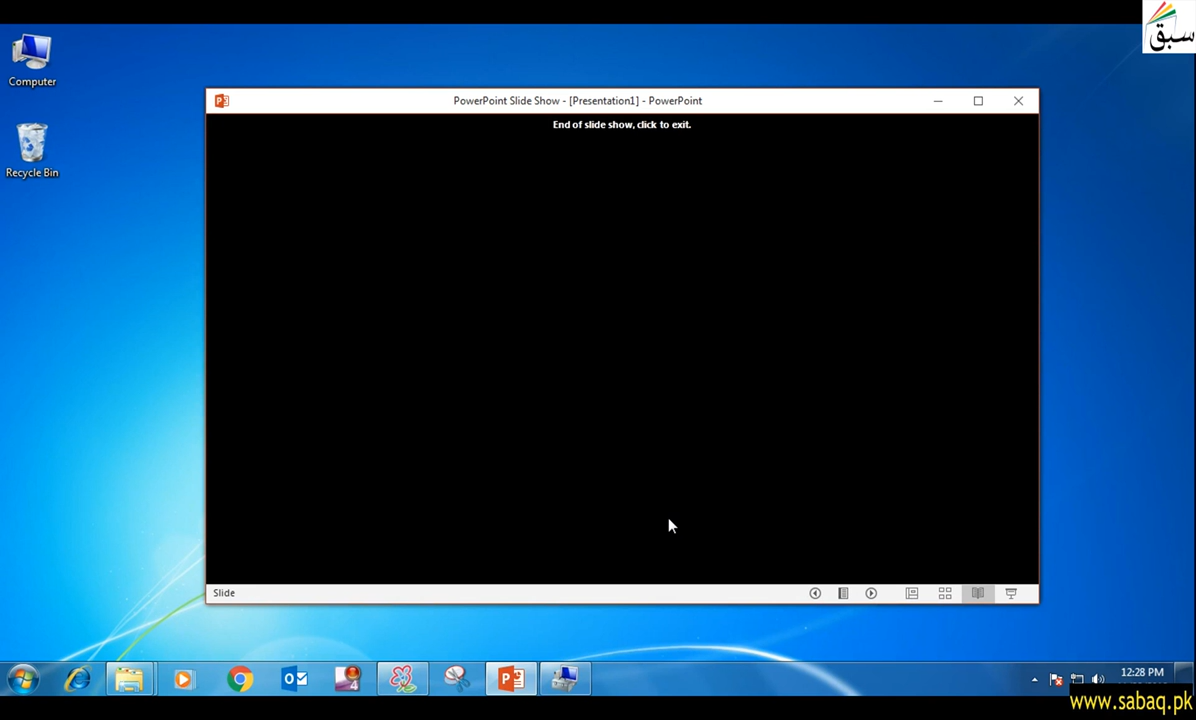 سبق
Computer
PowerPoint Slide Show - [Presentation1] - PowerPoint
End of slide show, click to exit.
Recycle Bin
Slide
12:28 PM
www.sabaq.pk